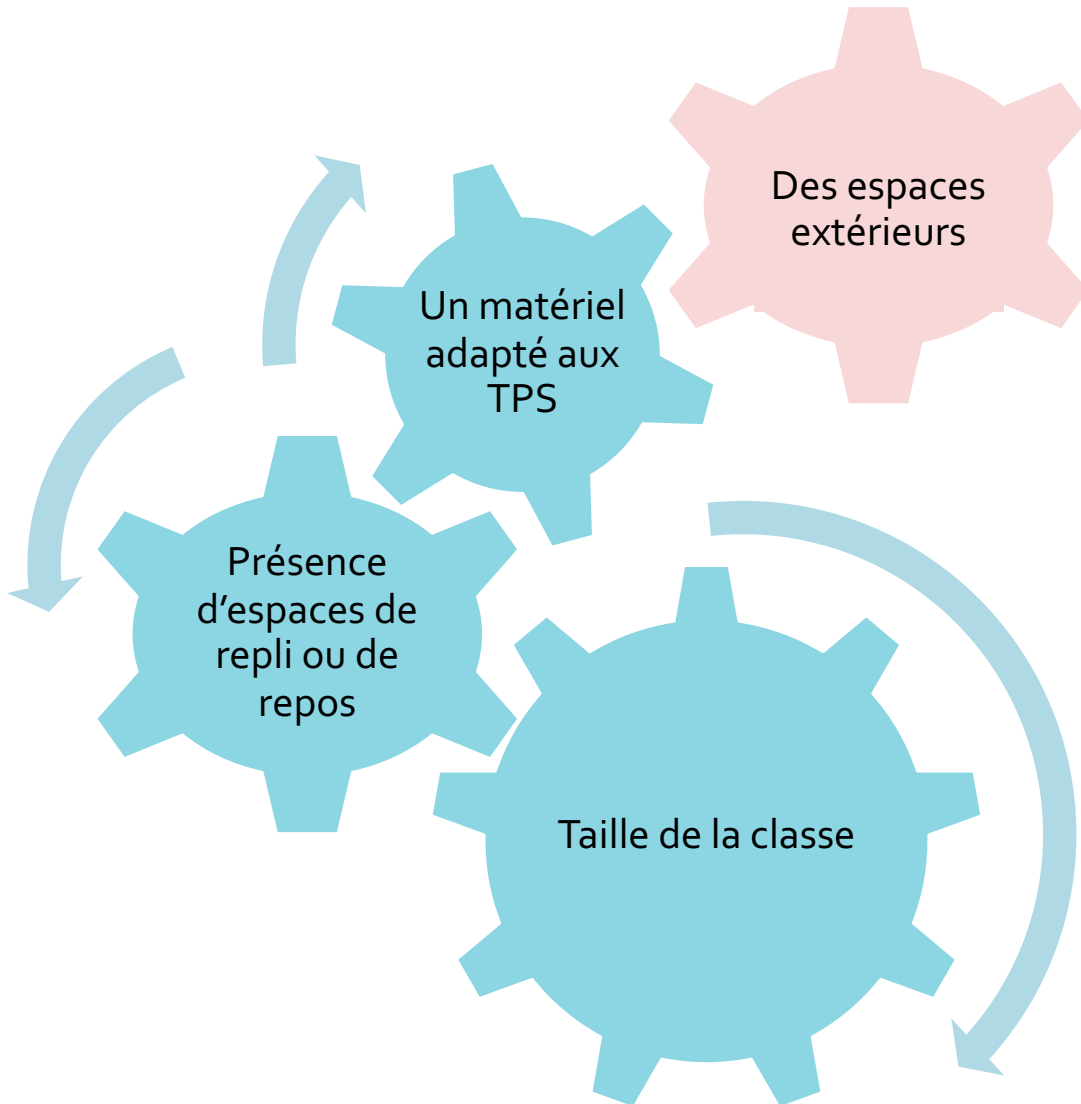 Des espaces
extérieurs
Un matériel
adapté aux
TPS
Présence
d’espaces de
repli ou de
repos
Taille de la classe